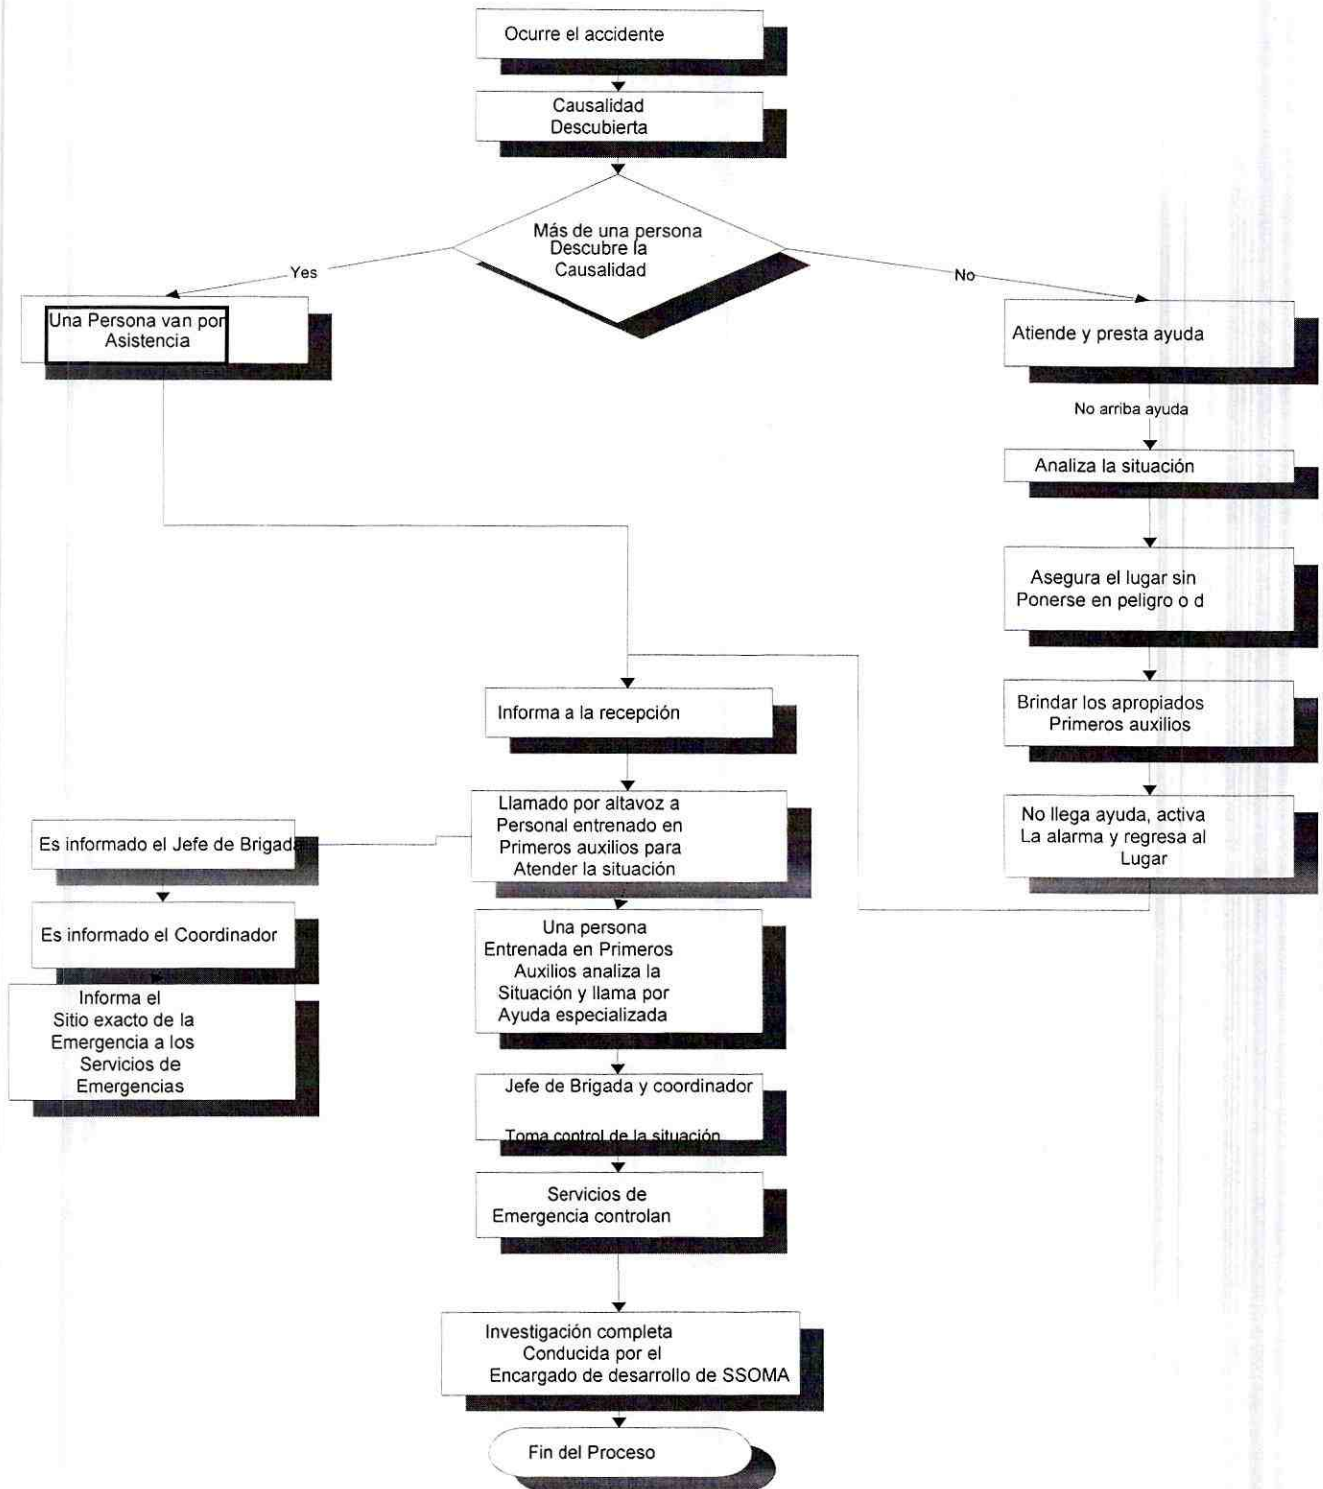 Ocurre el accidente
Causalidad
Descubierta
Más de una persona
Descubre la
Causalidad
Yes
No
Una Persona van por
Asistencia
Atiende y presta ayuda
No arriba ayuda
Analiza la situación
Asegura el lugar sin
Ponerse en peligro o d
Brindar los apropiados
Primeros auxilios
No llega ayuda, activa
La alarma y regresa al
Lugar
Informa a la recepción
Llamado por altavoz a
Personal entrenado en
Primeros auxilios para
Atender la situación
Es informado el Jefe de Brigada
Es informado el Coordinador
Informa el
Sitio exacto de la
Emergencia a los
Servicios de
Emergencias
Una persona
Entrenada en Primeros
Auxilios analiza la
Situación y llama por
Ayuda especializada
Jefe de Brigada y coordinador
Toma control de la situación
Servicios de
Emergencia controlan
Investigación completa
Conducida por el
Encargado de desarrollo de SSOMA
Fin del Proceso